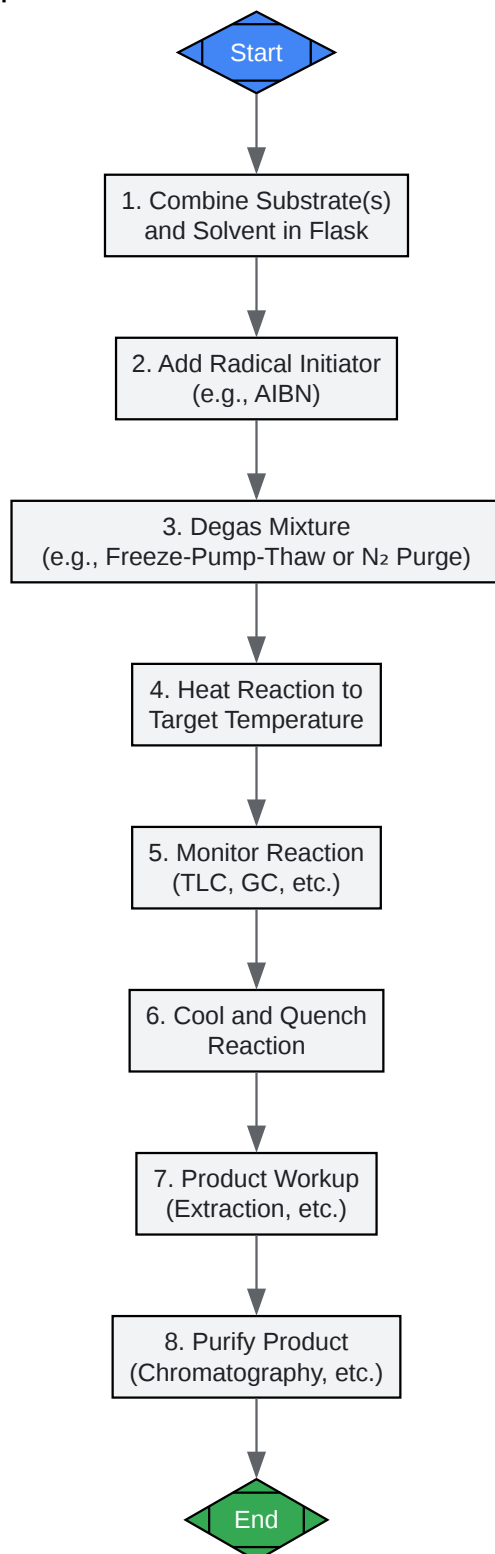 Start
1. Combine Substrate(s)
and Solvent in Flask
2. Add Radical Initiator
(e.g., AIBN)
3. Degas Mixture
(e.g., Freeze-Pump-Thaw or N₂ Purge)
4. Heat Reaction to
Target Temperature
5. Monitor Reaction
(TLC, GC, etc.)
6. Cool and Quench
Reaction
7. Product Workup
(Extraction, etc.)
8. Purify Product
(Chromatography, etc.)
End